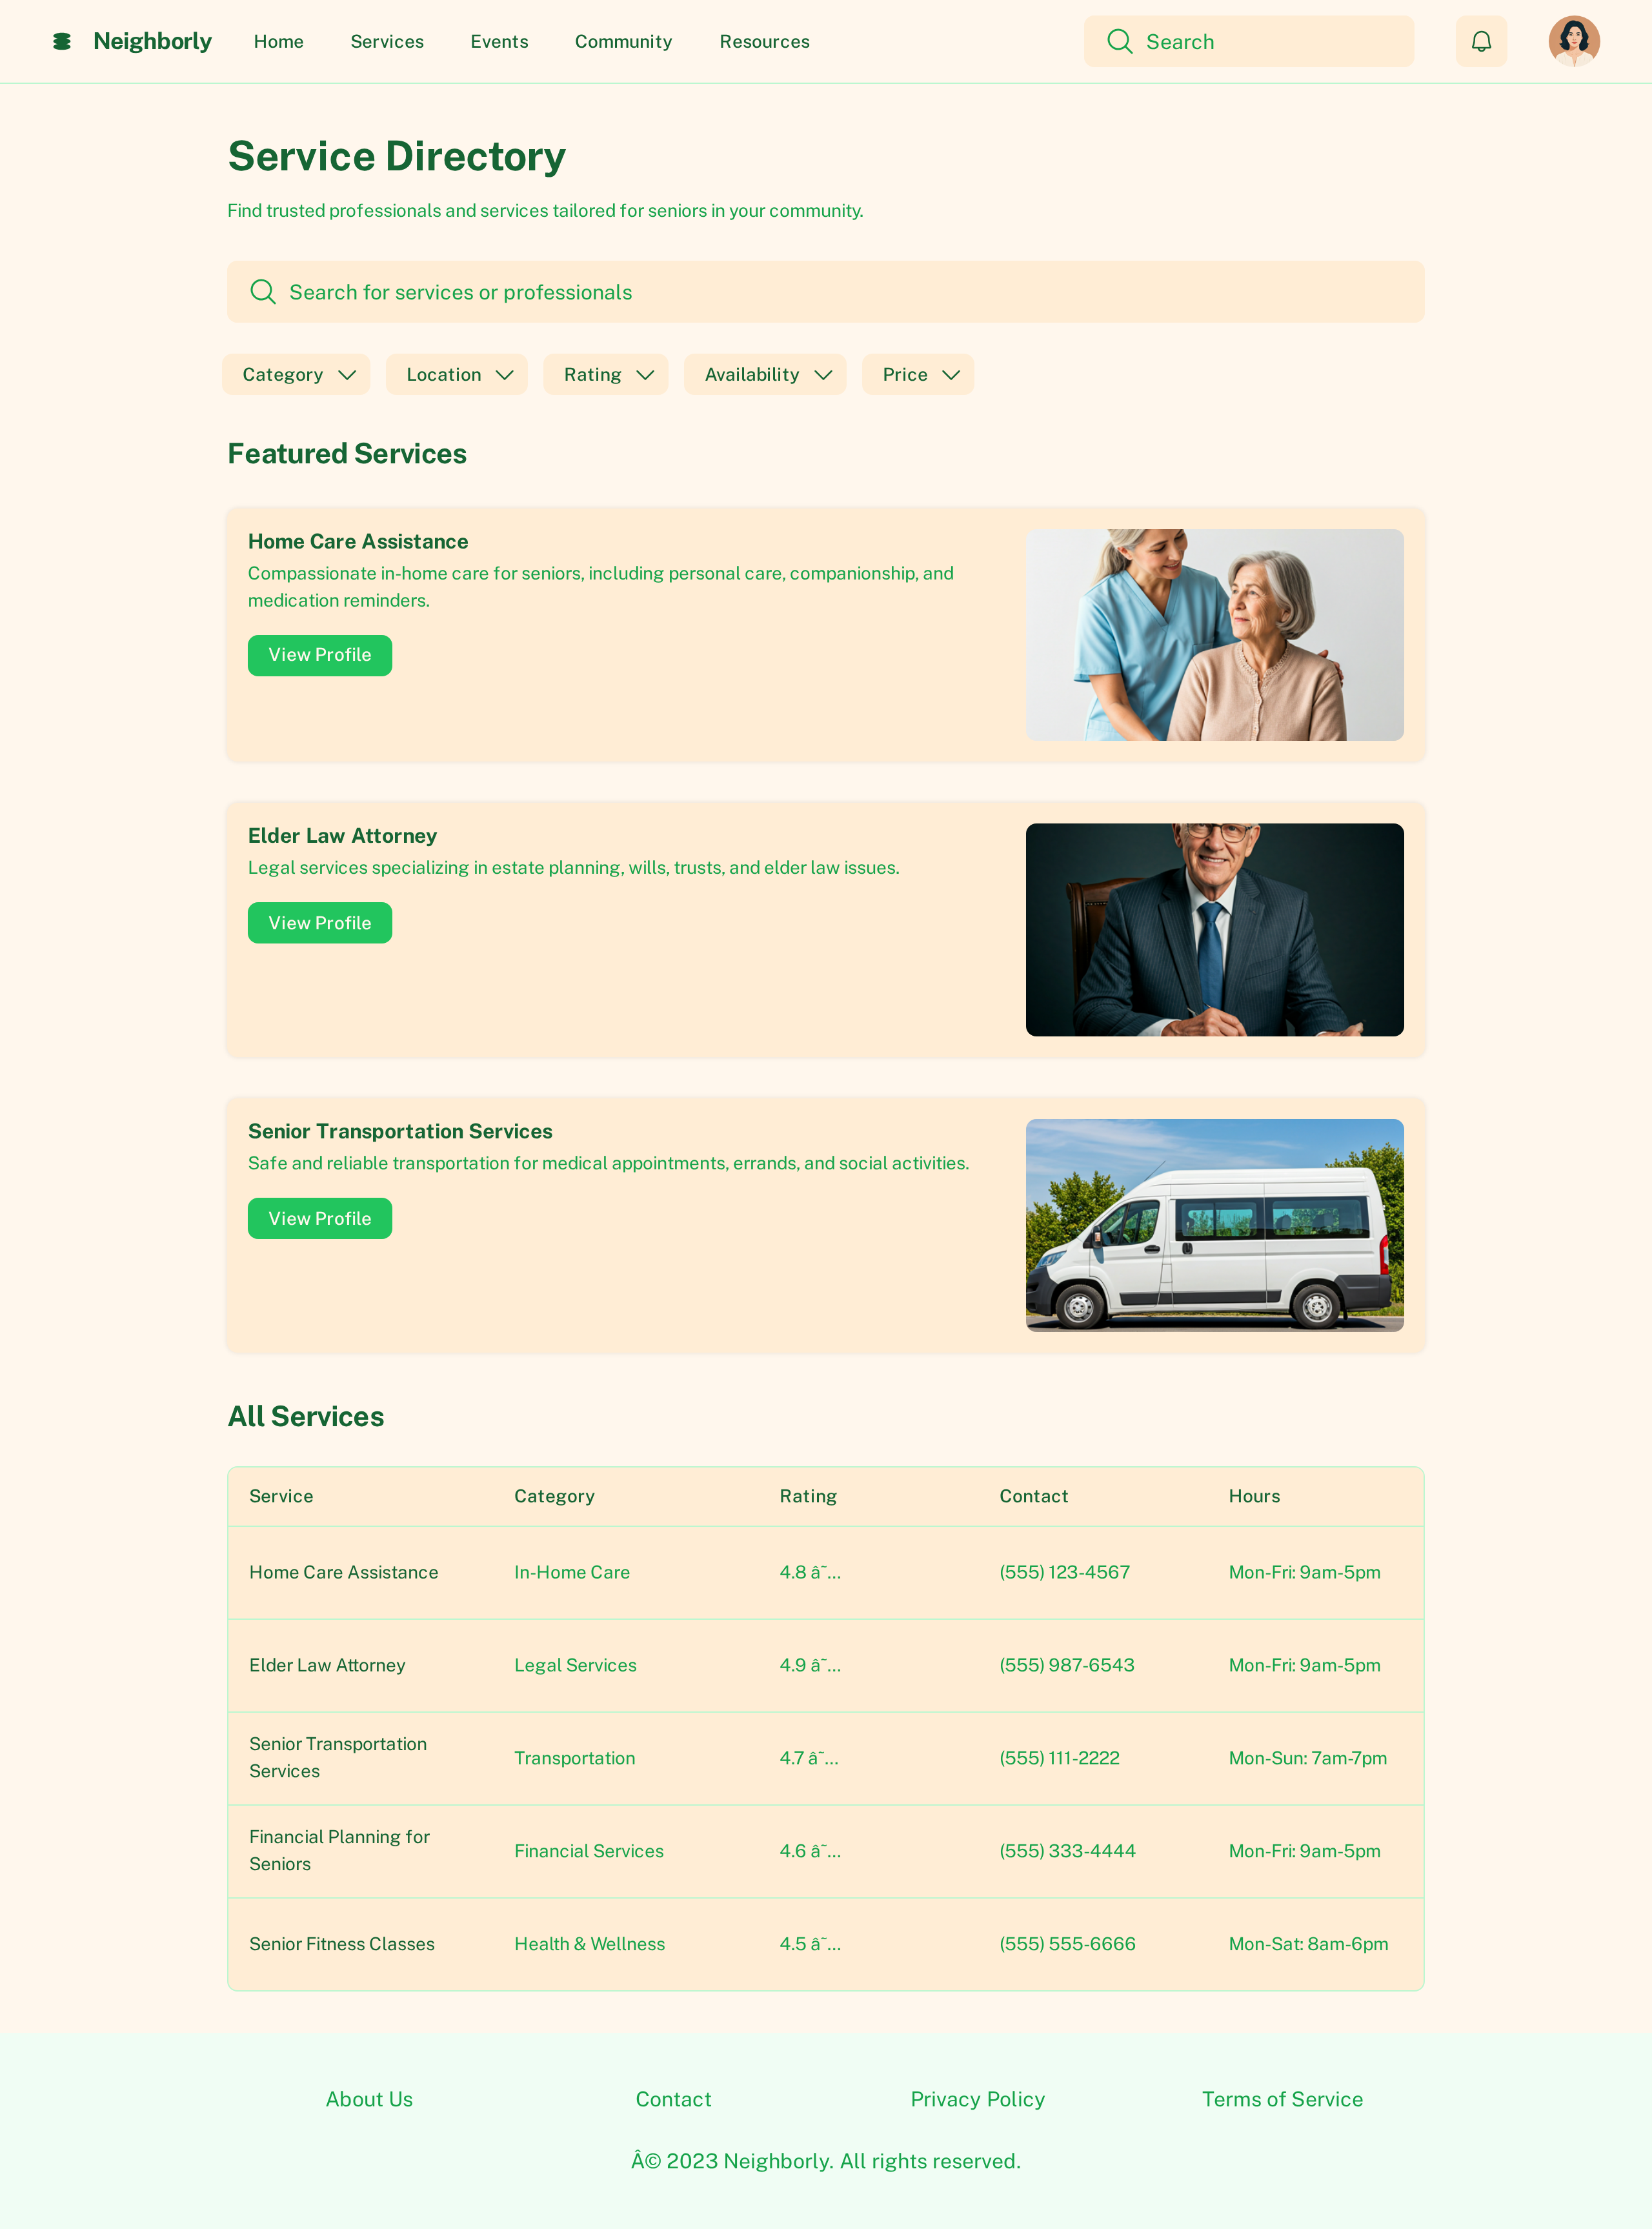 Neighborly
Home
Services
Events
Community
Resources
Search
Service Directory
Find trusted professionals and services tailored for seniors in your community.
Search for services or professionals
Category
Location
Rating
Availability
Price
Featured Services
Home Care Assistance
Compassionate in-home care for seniors, including personal care, companionship, and
medication reminders.
View Profile
Elder Law Attorney
Legal services specializing in estate planning, wills, trusts, and elder law issues.
View Profile
Senior Transportation Services
Safe and reliable transportation for medical appointments, errands, and social activities.
View Profile
All Services
Service Category Rating Contact Hours
Home Care Assistance In-Home Care 4.8 â˜… (555) 123-4567 Mon-Fri: 9am-5pm
Elder Law Attorney Legal Services 4.9 â˜… (555) 987-6543 Mon-Fri: 9am-5pm
Senior Transportation
Services Transportation 4.7 â˜… (555) 111-2222 Mon-Sun: 7am-7pm
Financial Planning for
Seniors Financial Services 4.6 â˜… (555) 333-4444 Mon-Fri: 9am-5pm
Senior Fitness Classes Health & Wellness 4.5 â˜… (555) 555-6666 Mon-Sat: 8am-6pm
About Us Contact Privacy Policy Terms of Service
Â© 2023 Neighborly. All rights reserved.